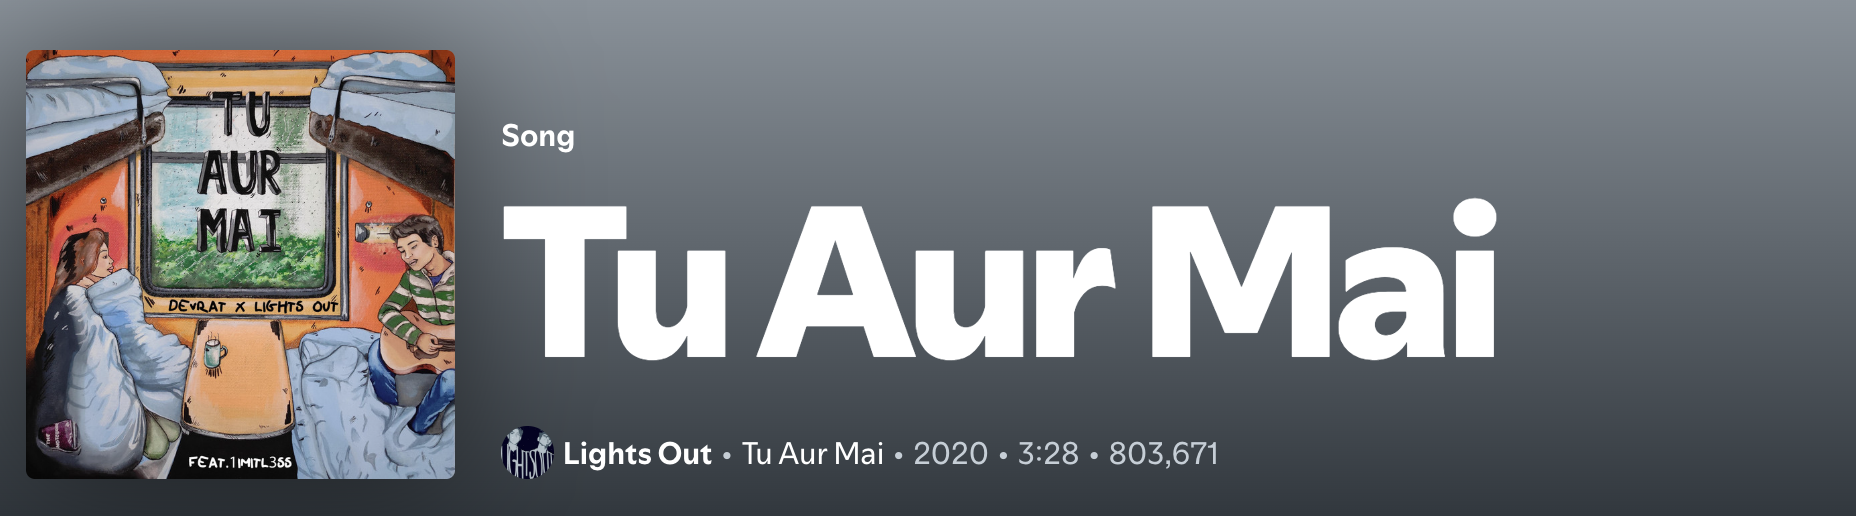 TU
AUR
MAI
DEVRAT X LIGHTS OUT
FEAT.1IMITL3SS
Song
Tu Aur Mai
Lights Out • Tu Aur Mai • 2020 • 3:28 • 803,671